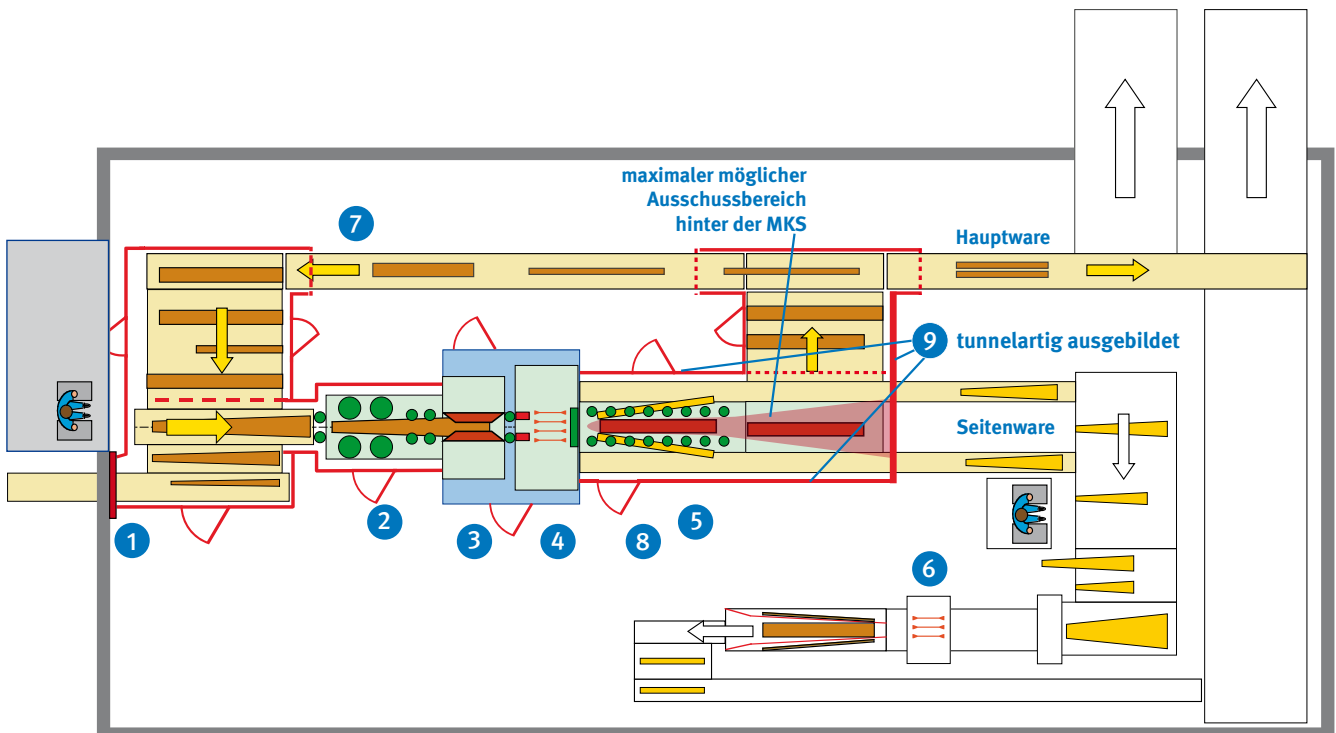 maximaler möglicher
Ausschussbereich
hinter der MKS
7
Hauptware
9 tunnelartig ausgebildet
Seitenware
1
2
3
4
8
5
6